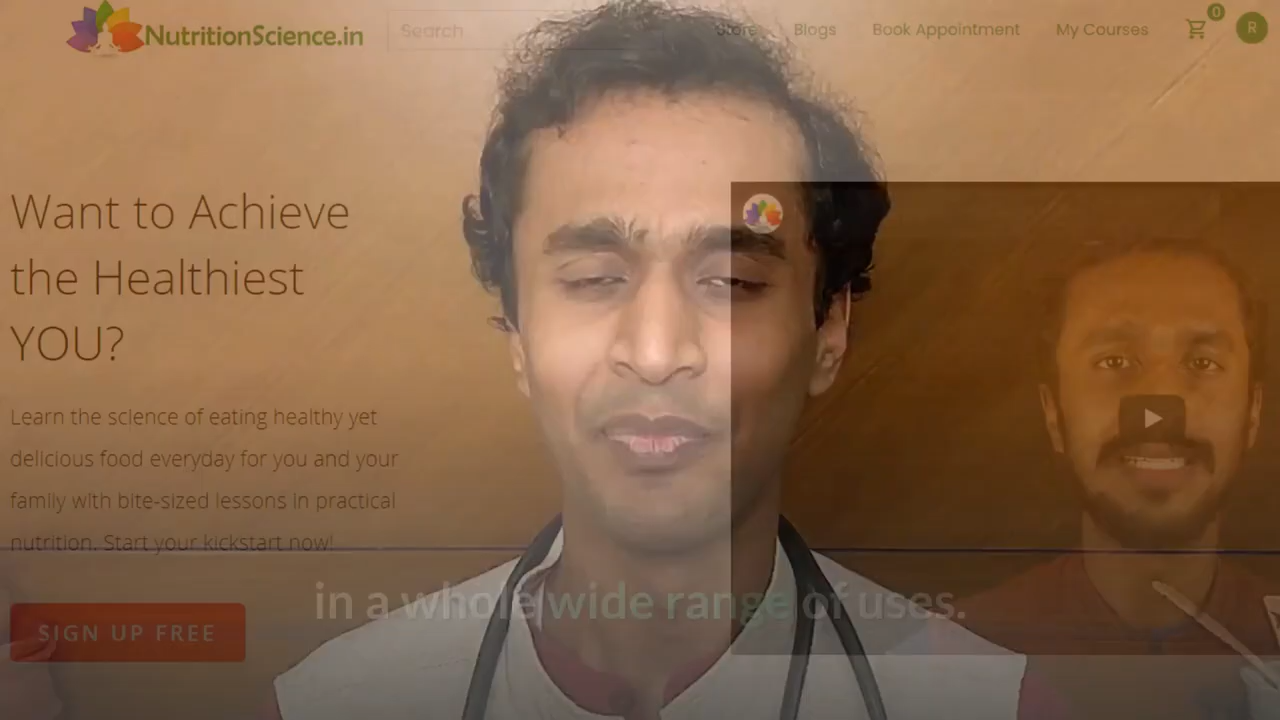 NutritionScience.in
Search
Store
Blogs
Book Appointment
My Courses
0
R
Want to Achieve
the Healthiest
YOU?
Learn the science of eating healthy yet
delicious food everyday for you and your
family with bite-sized lessons in practical
nutrition. Start your kickstart now!
in a whole wide range of uses.
SIGN UP FREE